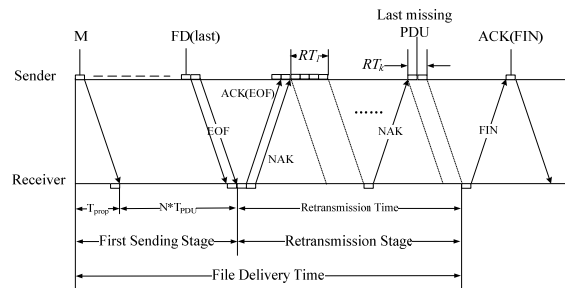 Last missing
PDU
M
FD(last)
RT1
RTk
ACK(FIN)
Sender
ACK(EOF)
EOF
NAK
......
NAK
FIN
Receiver
Tprop
N*TPDU
Retransmission Time
First Sending Stage
Retransmission Stage
File Delivery Time